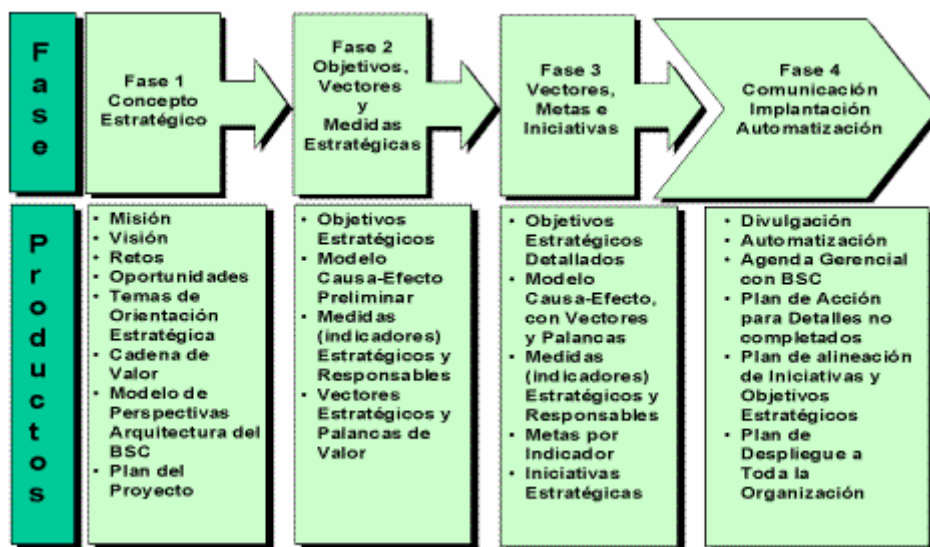 Fase
Fase 1
Concepto
Estratégico
Fase 2
Objetivos,
Vectores
y
Medidas
Estratégicas
Fase 3
Vectores,
Metas e
Iniciativas
Fase 4
Comunicación
Implantación
Automatización
Productos
• Misión
• Visión
• Retos
• Oportunidades
• Temas de
Orientación
Estratégica
• Cadena de
Valor
• Modelo de
Perspectivas
Arquitectura del
BSC
• Plan del
Proyecto
• Objetivos
Estratégicos
• Modelo
Causa-Efecto
Preliminar
• Medidas
(indicadores)
Estratégicos y
Responsables
• Vectores
Estratégicos y
Palancas de
Valor
• Objetivos
Estratégicos
Detallados
• Modelo
Causa-Efecto,
con Vectores
y Palancas
• Medidas
(indicadores)
Estratégicos y
Responsables
• Metas por
Indicador
• Iniciativas
Estratégicas
• Divulgación
• Automatización
• Agenda Gerencial
con BSC
• Plan de Acción
para Detalles no
completados
• Plan de alineación
de Iniciativas y
Objetivos
Estratégicos
• Plan de
Despliegue a
Toda la
Organización